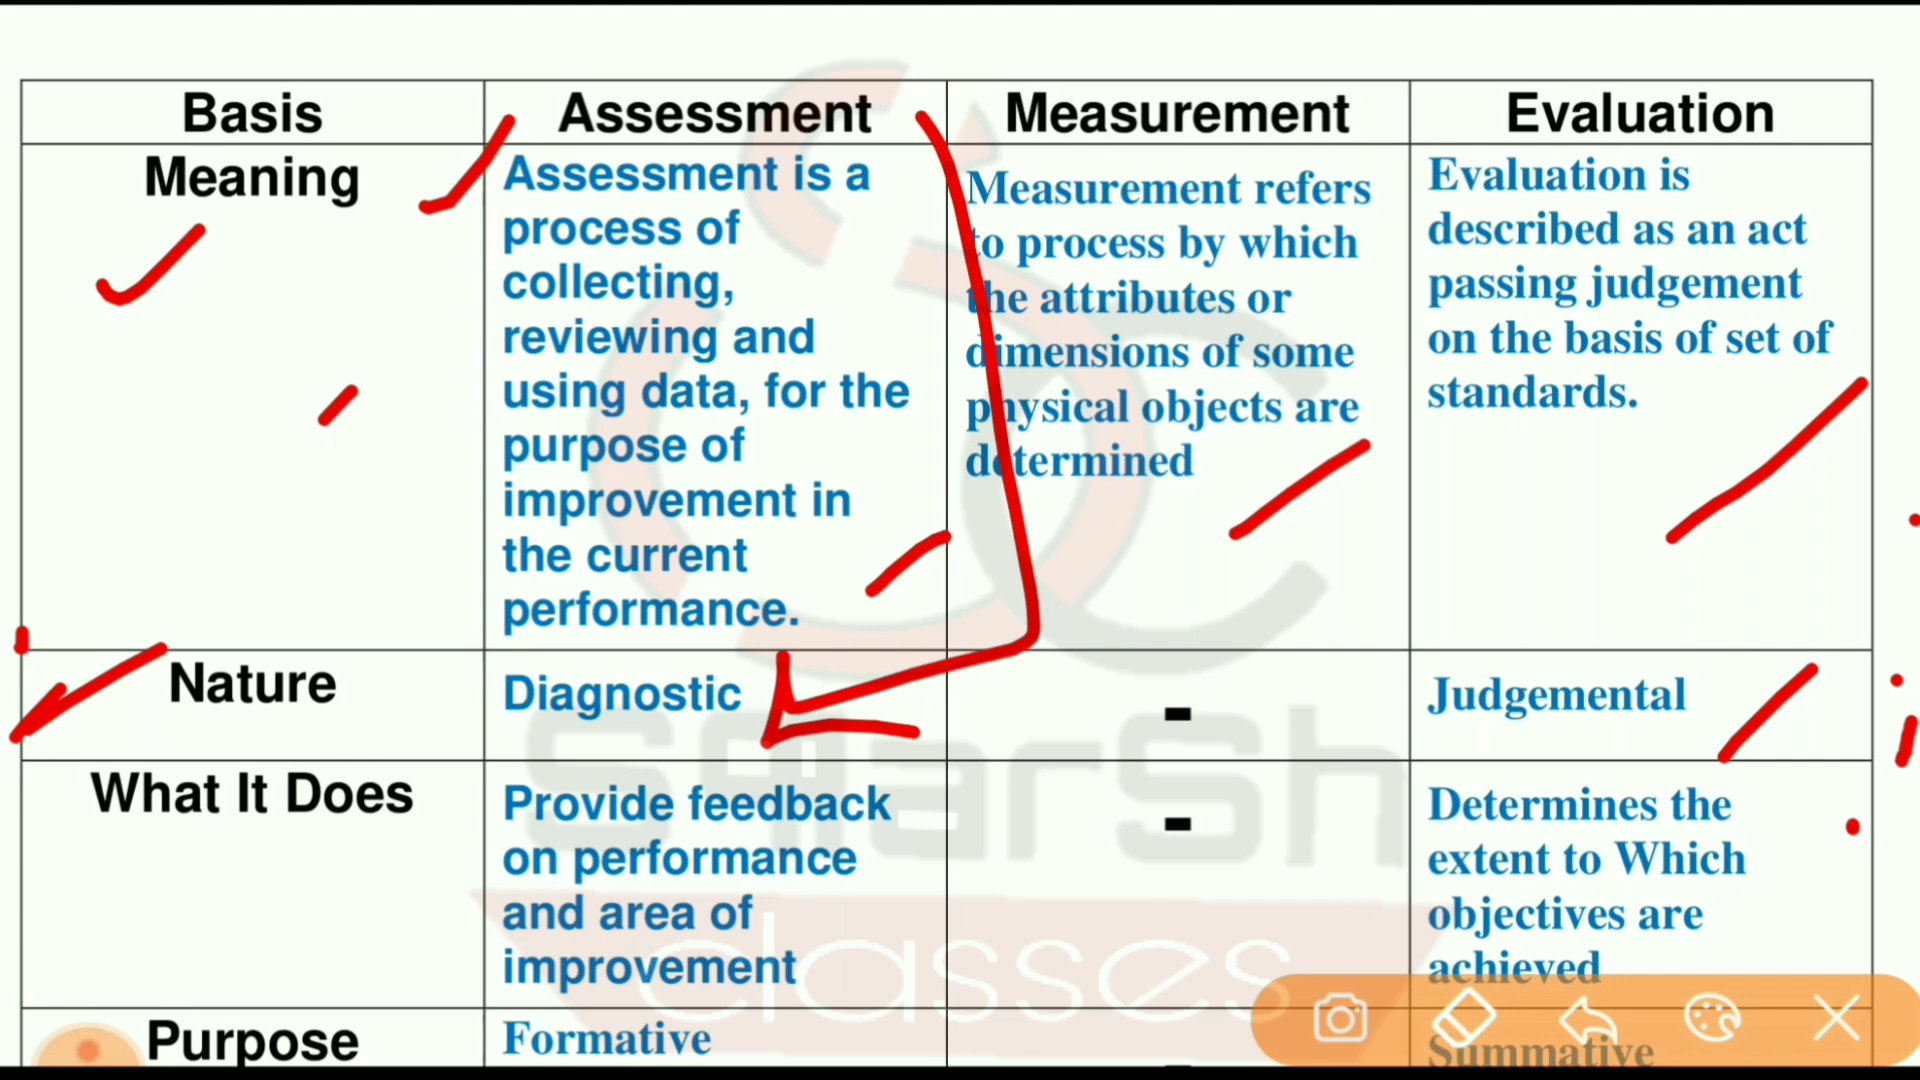 Basis Assessment Measurement Evaluation
Meaning
Assessment is a
process of
collecting,
reviewing and
using data, for the
purpose of
improvement in
the current
performance.
Measurement refers
to process by which
the attributes or
dimensions of some
physical objects are
determined
Evaluation is
described as an act
passing judgement
on the basis of set of
standards.
Nature
Diagnostic
-
Judgemental
What It Does
Provide feedback
on performance
and area of
improvement
-
Determines the
extent to Which
objectives are
achieved
Purpose
Formative
Summative
classes